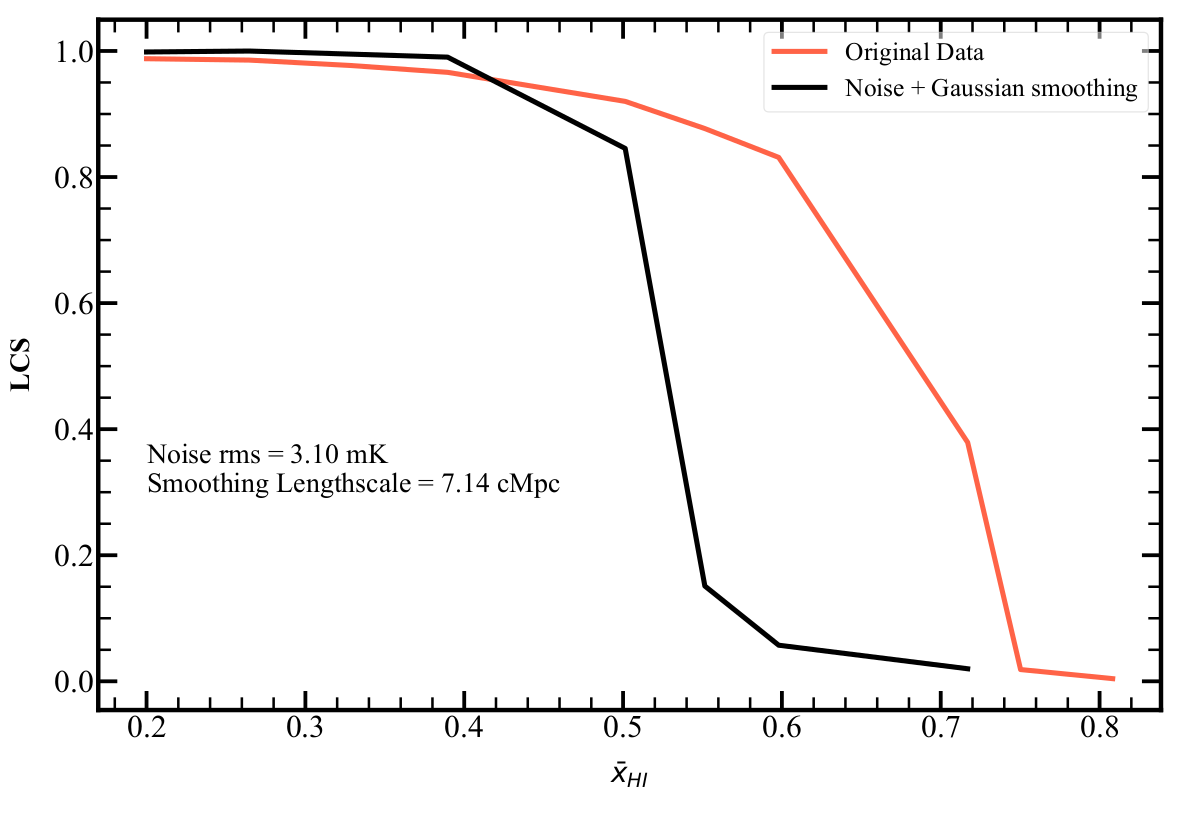 Original Data
Noise + Gaussian smoothing
1.0
0.8
0.6
0.4
0.2
0.0
LCS
Noise rms = 3.10 mK
Smoothing Lengthscale = 7.14 cMpc
0.2 0.3 0.4 0.5 0.6 0.7 0.8
x̄HI